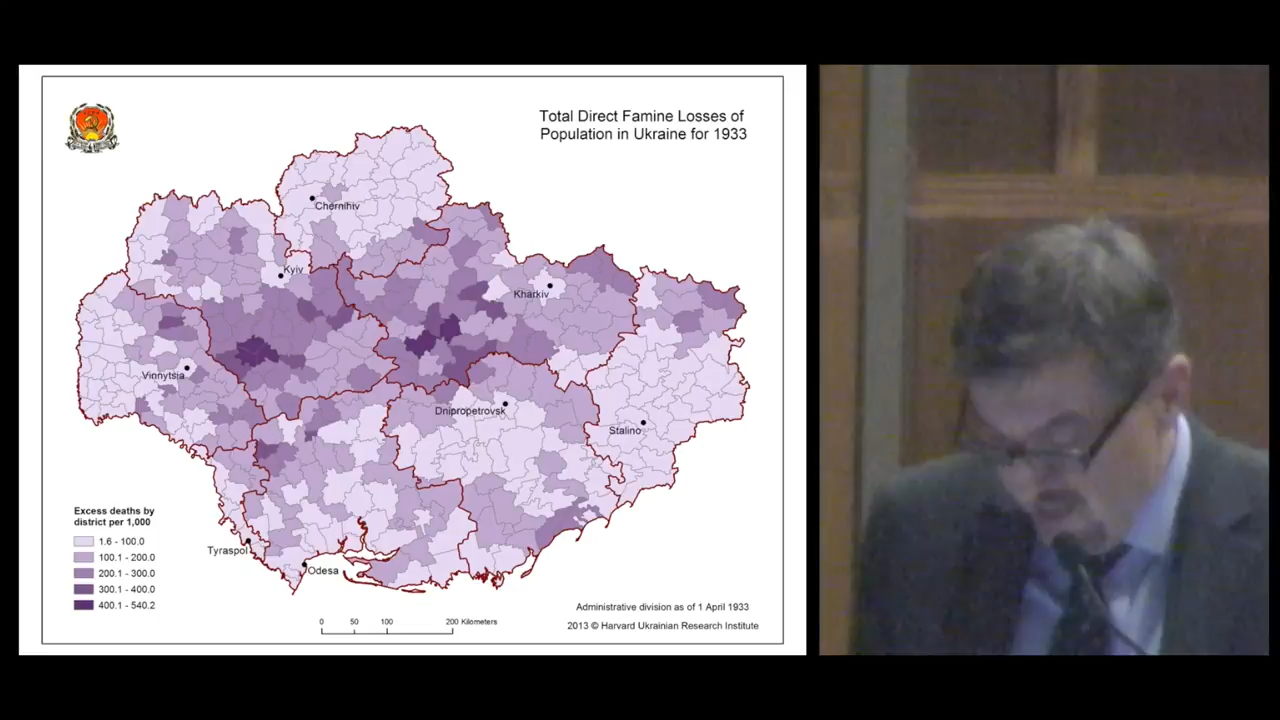 Total Direct Famine Losses of
Population in Ukraine for 1933
Chernihiv
Kyiv
Kharkiv
Vinnytsia
Dnipropetrovsk
Stalino
Tyraspol
Odesa
Excess deaths by
district per 1,000
1.6 - 100.0
100.1 - 200.0
200.1 - 300.0
300.1 - 400.0
400.1 - 540.2
0 50 100 200 Kilometers
Administrative division as of 1 April 1933
2013 © Harvard Ukrainian Research Institute